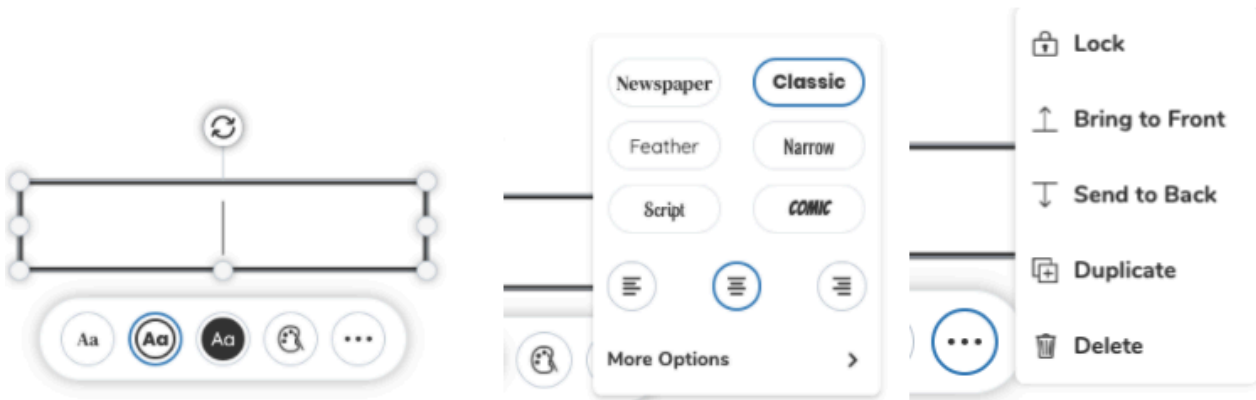 Aa Aa Aa
Newspaper Classic
Feather Narrow
Script COMIC
More Options
Lock
Bring to Front
Send to Back
Duplicate
Delete